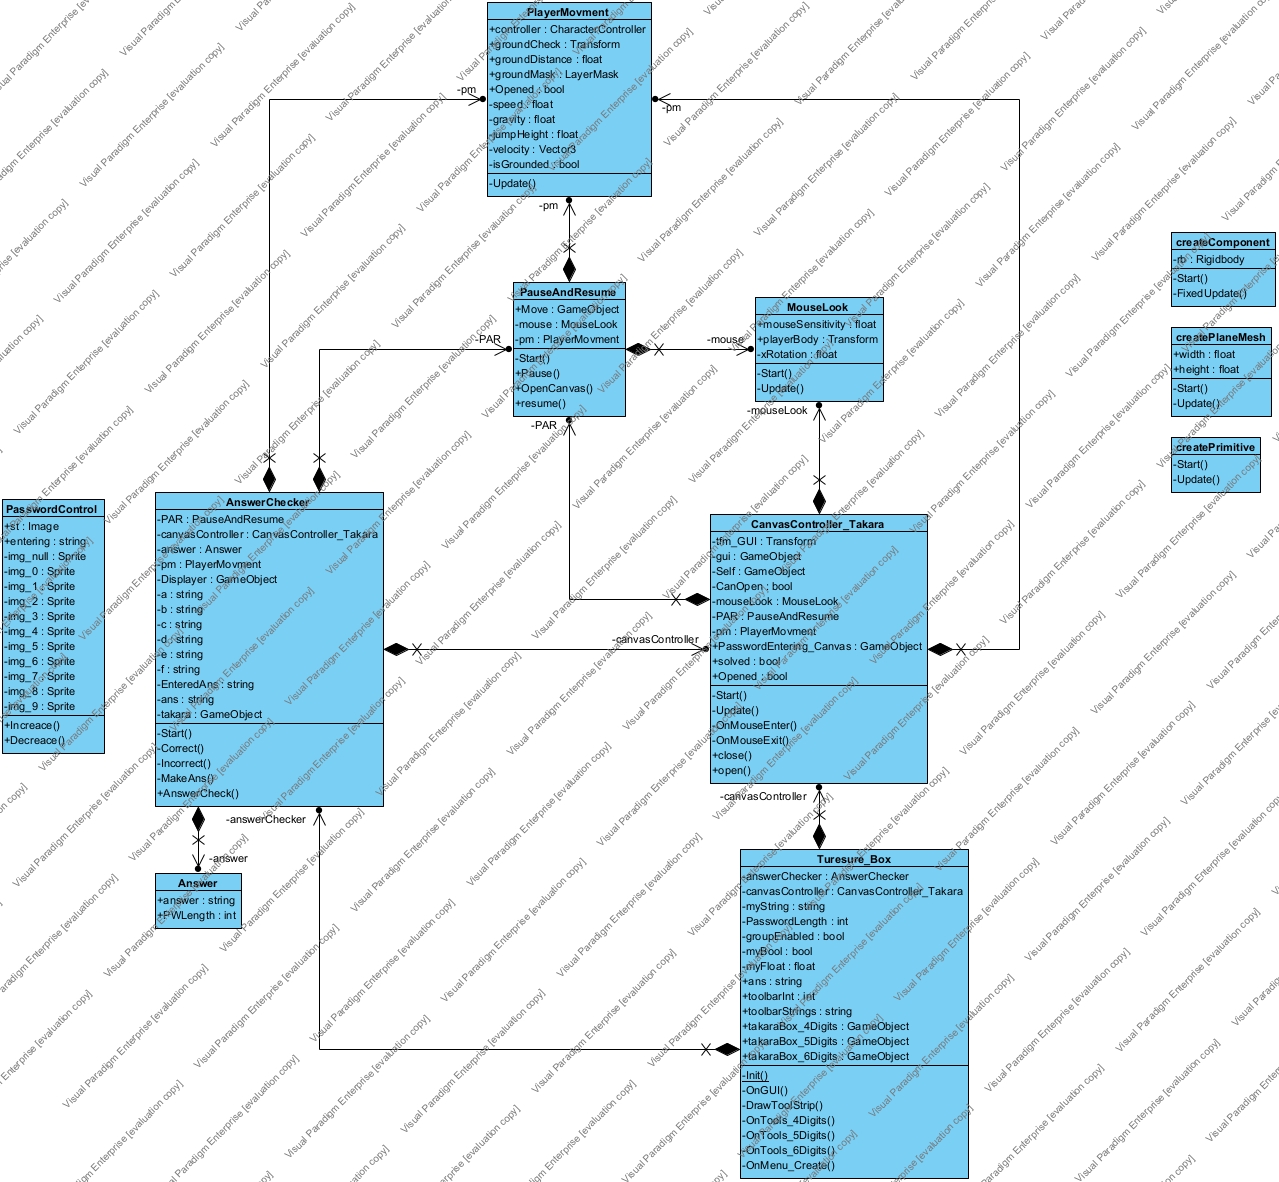 PlayerMovment
+controller : CharacterController
+groundCheck : Transform
+groundDistance : float
+groundMask : LayerMask
+Opened : bool
-speed : float
-gravity : float
-jumpHeight : float
-velocity : Vector3
-isGrounded : bool
-Update()
-pm
-pm
-pm
PauseAndResume
+Move : GameObject
-mouse : MouseLook
-pm : PlayerMovment
-Start()
+Pause()
+OpenCanvas()
+resume()
-PAR
-mouse
-PAR
MouseLook
+mouseSensitivity : float
+playerBody : Transform
-xRotation : float
-Start()
-Update()
-mouseLook
createComponent
-rb : Rigidbody
-Start()
-FixedUpdate()
createPlaneMesh
+width : float
+height : float
-Start()
-Update()
createPrimitive
-Start()
-Update()
PasswordControl
+st : Image
+entering : string
-img_null : Sprite
-img_0 : Sprite
-img_1 : Sprite
-img_2 : Sprite
-img_3 : Sprite
-img_4 : Sprite
-img_5 : Sprite
-img_6 : Sprite
-img_7 : Sprite
-img_8 : Sprite
-img_9 : Sprite
+Increace()
+Decreace()
AnswerChecker
-PAR : PauseAndResume
-canvasController : CanvasController_Takara
-answer : Answer
-pm : PlayerMovment
-Displayer : GameObject
-a : string
-b : string
-c : string
-d : string
-e : string
-f : string
-EnteredAns : string
-ans : string
-takara : GameObject
-Start()
-Correct()
-Incorrect()
-MakeAns()
+AnswerCheck()
-canvasController
-answerChecker
-answer
Answer
+answer : string
+PWLength : int
CanvasController_Takara
-tfm_GUI : Transform
-gui : GameObject
-Self : GameObject
-CanOpen : bool
-mouseLook : MouseLook
-PAR : PauseAndResume
-pm : PlayerMovment
+PasswordEntering_Canvas : GameObject
+solved : bool
+Opened : bool
-Start()
-Update()
-OnMouseEnter()
-OnMouseExit()
+close()
+open()
-canvasController
Turesure_Box
-answerChecker : AnswerChecker
-canvasController : CanvasController_Takara
-myString : string
-PasswordLength : int
-groupEnabled : bool
-myBool : bool
-myFloat : float
+ans : string
+toolbarInt : int
+toolbarStrings : string
+takaraBox_4Digits : GameObject
+takaraBox_5Digits : GameObject
+takaraBox_6Digits : GameObject
-Init()
-OnGUI()
-DrawToolStrip()
-OnTools_4Digits()
-OnTools_5Digits()
-OnTools_6Digits()
-OnMenu_Create()
Visual Paradigm Enterprise [evaluation copy]